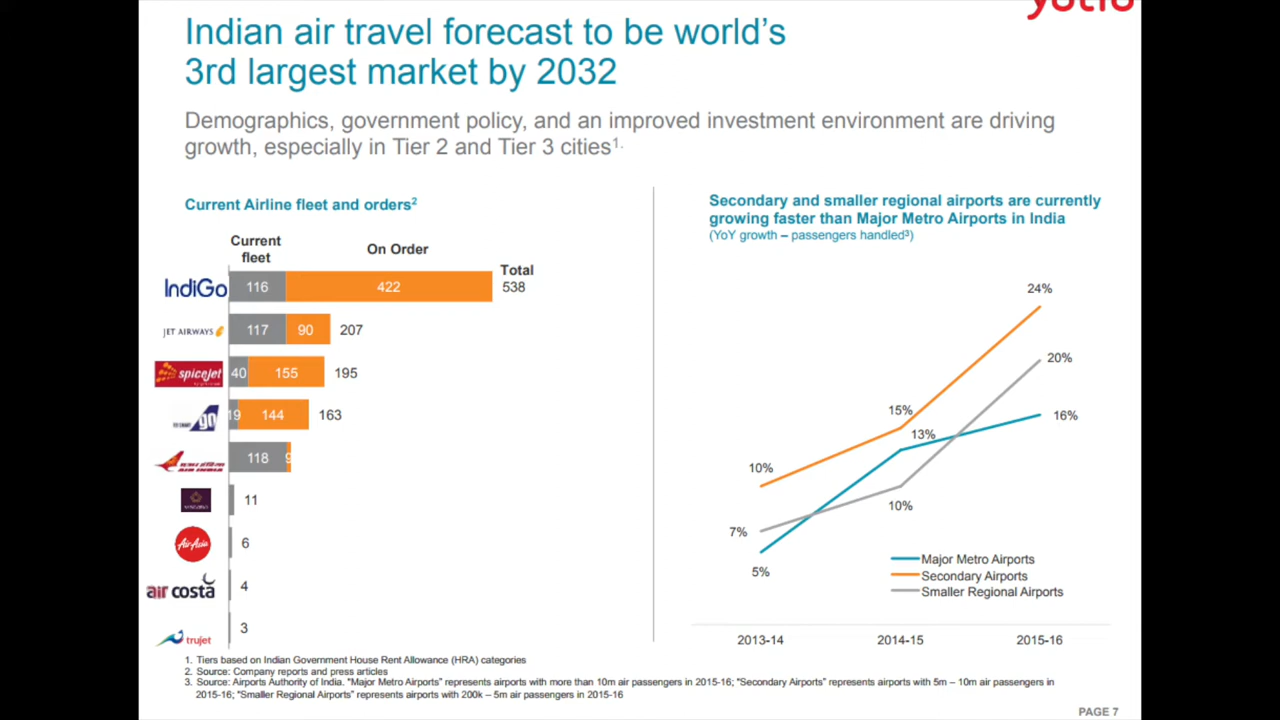 Indian air travel forecast to be world's
3rd largest market by 2032
Demographics, government policy, and an improved investment environment are driving
growth, especially in Tier 2 and Tier 3 cities1.
Current Airline fleet and orders2
Current
fleet
On Order
Total
IndiGo 116 422 538
JET AIRWAYS 117 90 207
spicejet 40 155 195
go 19 144 163
AIR INDIA 118 9
11
AirAsia 6
air costa 4
trujet 3
Secondary and smaller regional airports are currently
growing faster than Major Metro Airports in India
(YoY growth – passengers handled3)
24%
20%
15%
16%
13%
10%
10%
7%
5%
Major Metro Airports
Secondary Airports
Smaller Regional Airports
2013-14 2014-15 2015-16
1. Tiers based on Indian Government House Rent Allowance (HRA) categories
2. Source: Company reports and press articles
3. Source: Airports Authority of India. "Major Metro Airports" represents airports with more than 10m air passengers in 2015-16; "Secondary Airports" represents airports with 5m – 10m air passengers in
2015-16; "Smaller Regional Airports" represents airports with 200k – 5m air passengers in 2015-16
PAGE 7